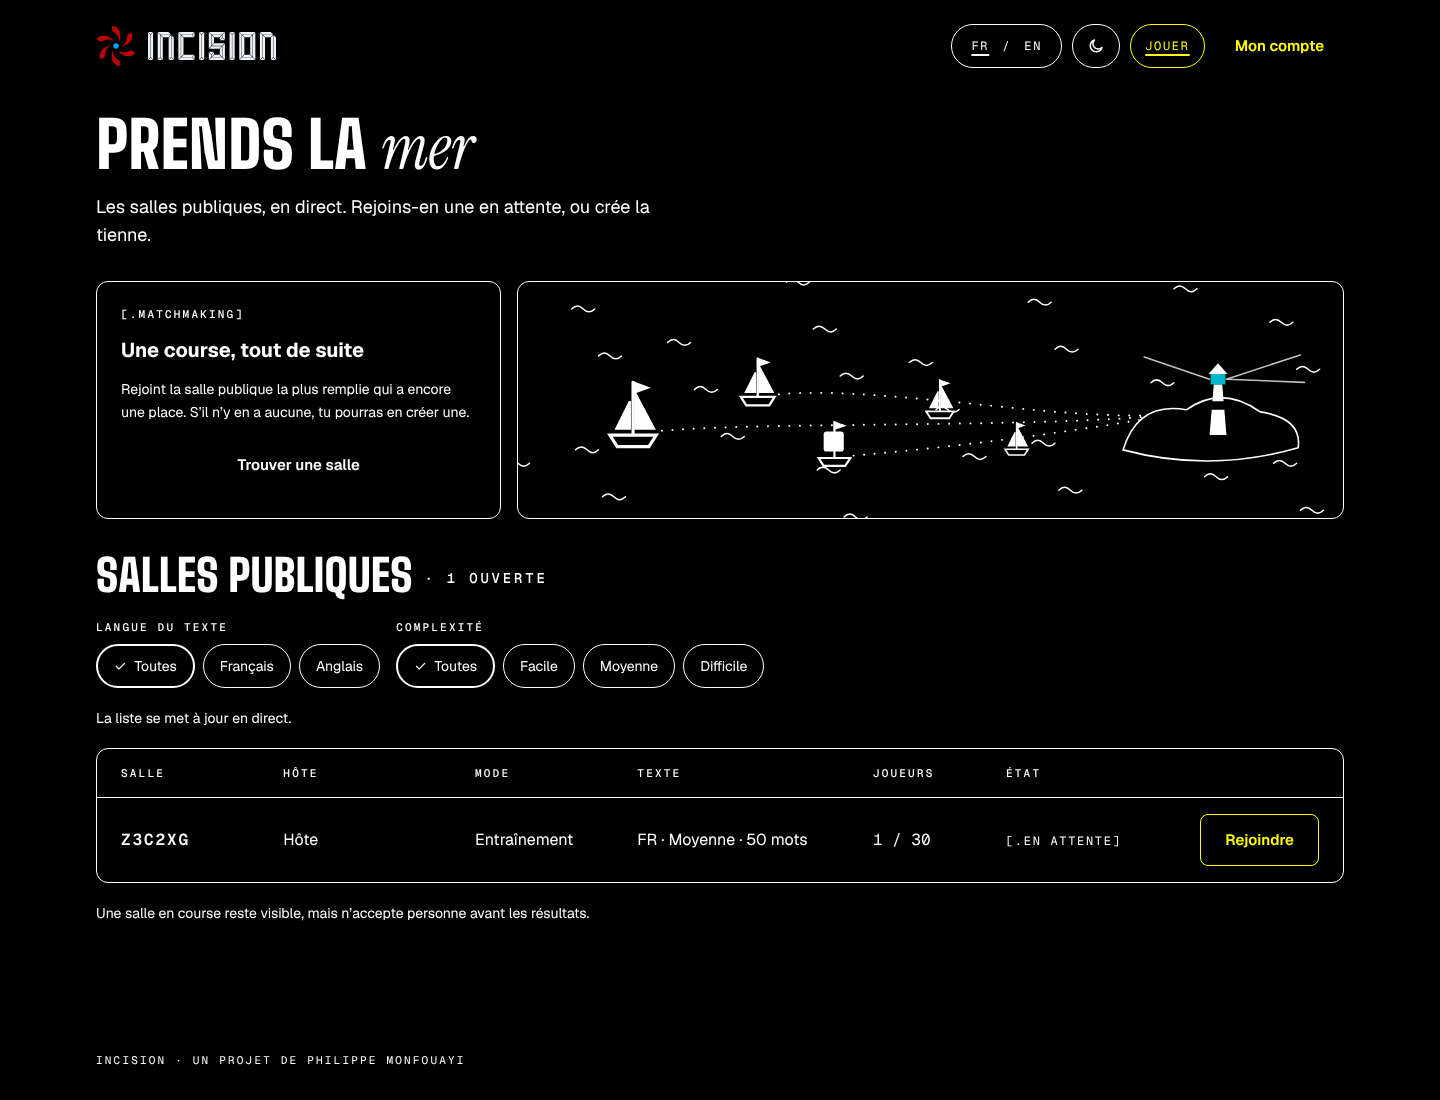 INCISION
FR / EN
JOUER
Mon compte
PRENDS LA mer
Les salles publiques, en direct. Rejoins-en une en attente, ou crée la
tienne.
[.MATCHMAKING]
Une course, tout de suite
Rejoint la salle publique la plus remplie qui a encore
une place. S’il n’y en a aucune, tu pourras en créer une.
Trouver une salle
SALLES PUBLIQUES · 1 OUVERTE
LANGUE DU TEXTE
Toutes Français Anglais
COMPLEXITÉ
Toutes Facile Moyenne Difficile
La liste se met à jour en direct.
SALLE HÔTE MODE TEXTE JOUEURS ÉTAT
Z3C2XG Hôte Entraînement FR · Moyenne · 50 mots 1 / 30 [.EN ATTENTE] Rejoindre
Une salle en course reste visible, mais n’accepte personne avant les résultats.
INCISION · UN PROJET DE PHILIPPE MONFOUAYI